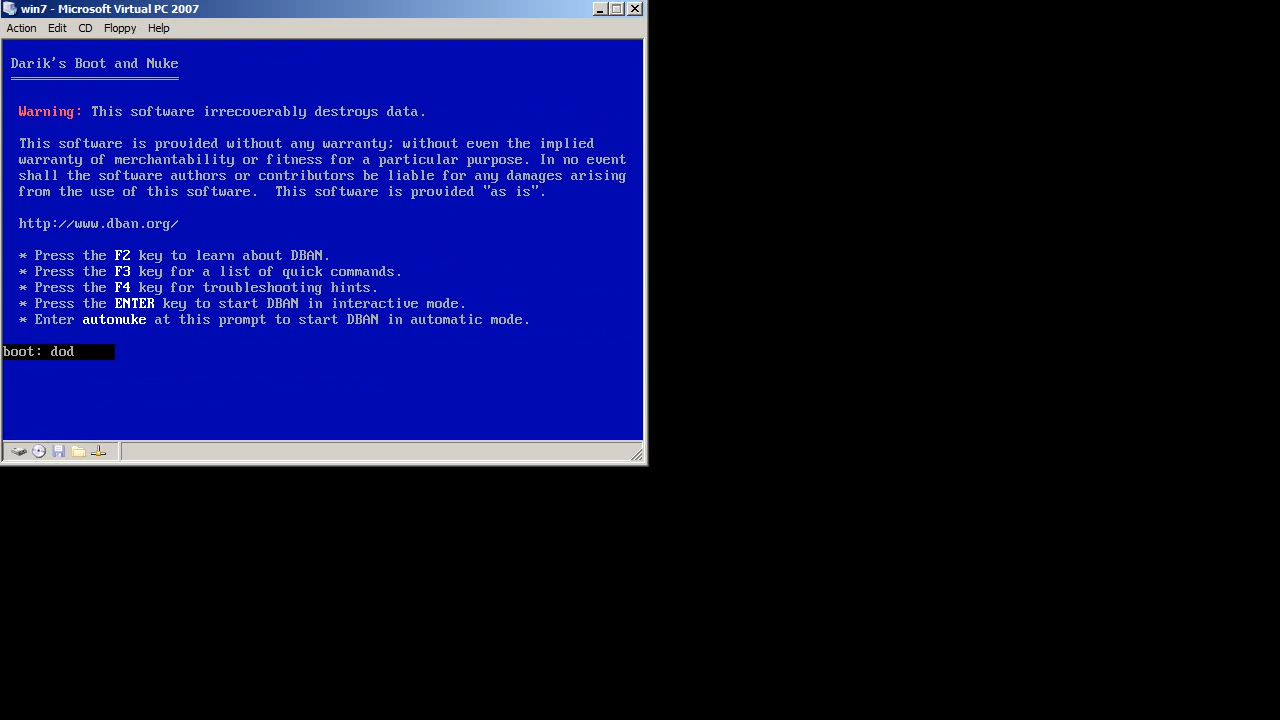 win7 - Microsoft Virtual PC 2007
Action Edit CD Floppy Help
Darik's Boot and Nuke
Warning: This software irrecoverably destroys data.
This software is provided without any warranty; without even the implied
warranty of merchantability or fitness for a particular purpose. In no event
shall the software authors or contributors be liable for any damages arising
from the use of this software.  This software is provided "as is".
http://www.dban.org/
* Press the F2 key to learn about DBAN.
* Press the F3 key for a list of quick commands.
* Press the F4 key for troubleshooting hints.
* Press the ENTER key to start DBAN in interactive mode.
* Enter autonuke at this prompt to start DBAN in automatic mode.
boot: dod